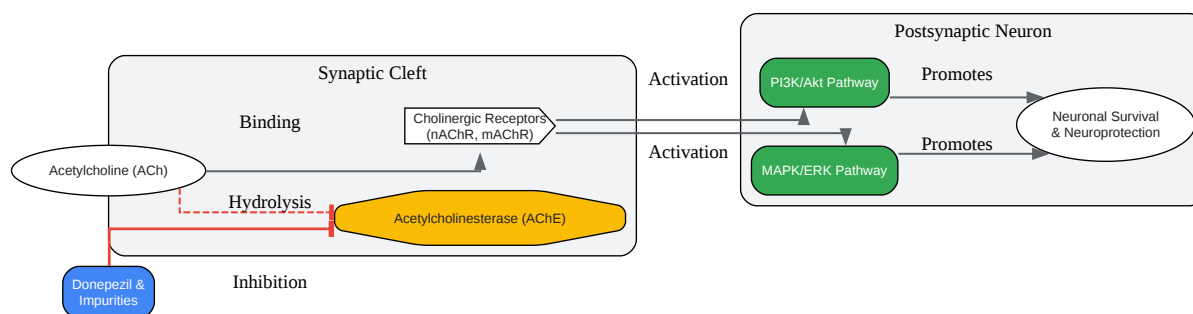 Postsynaptic Neuron
Synaptic Cleft
Activation
PI3K/Akt Pathway
Promotes
Binding
Cholinergic Receptors
(nAChR, mAChR)
Neuronal Survival
& Neuroprotection
Activation
Promotes
Acetylcholine (ACh)
MAPK/ERK Pathway
Hydrolysis
Acetylcholinesterase (AChE)
Donepezil &
Impurities
Inhibition